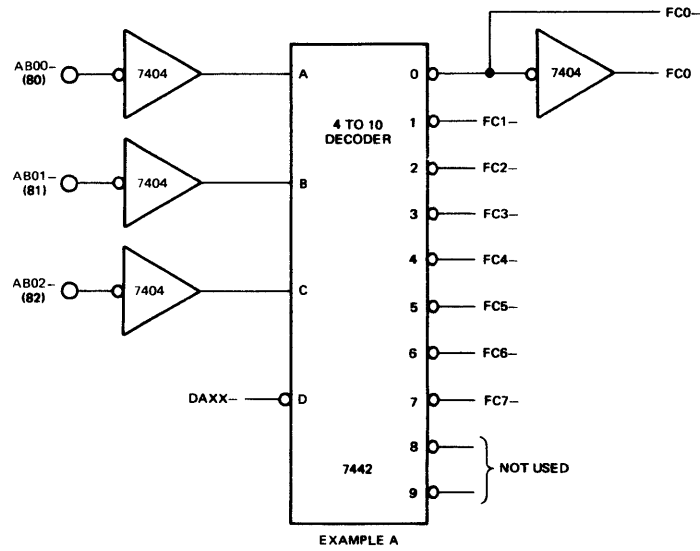 FC0–
AB00–
(80)
7404
A
0
7404
FC0
4 TO 10
DECODER
1
FC1–
2
FC2–
AB01–
(81)
7404
B
3
FC3–
4
FC4–
AB02–
(82)
7404
C
5
FC5–
6
FC6–
DAXX–
D
7
FC7–
8
7442
NOT USED
9
EXAMPLE A